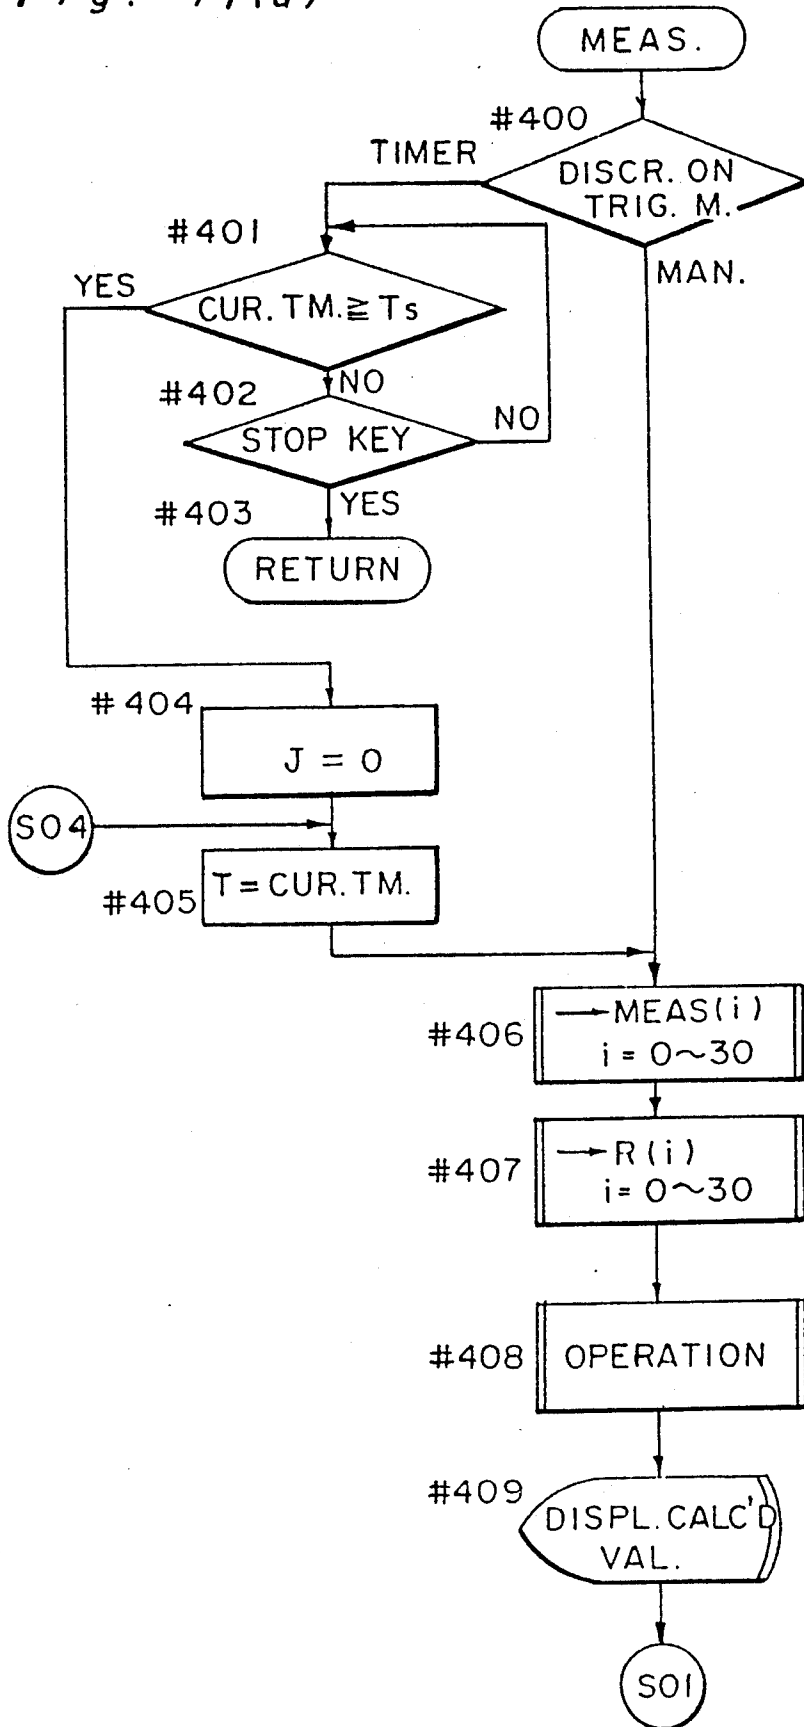 MEAS.
#400
TIMER
DISCR. ON
TRIG. M.
#401
MAN.
YES
CUR. TM. ≧ Ts
NO
#402
STOP KEY
NO
YES
#403
RETURN
#404
J = 0
S04
T = CUR. TM.
#405
#406
MEAS(i)
i = 0~30
#407
R(i)
i = 0~30
#408
OPERATION
#409
DISPL. CALC'D
VAL.
S01